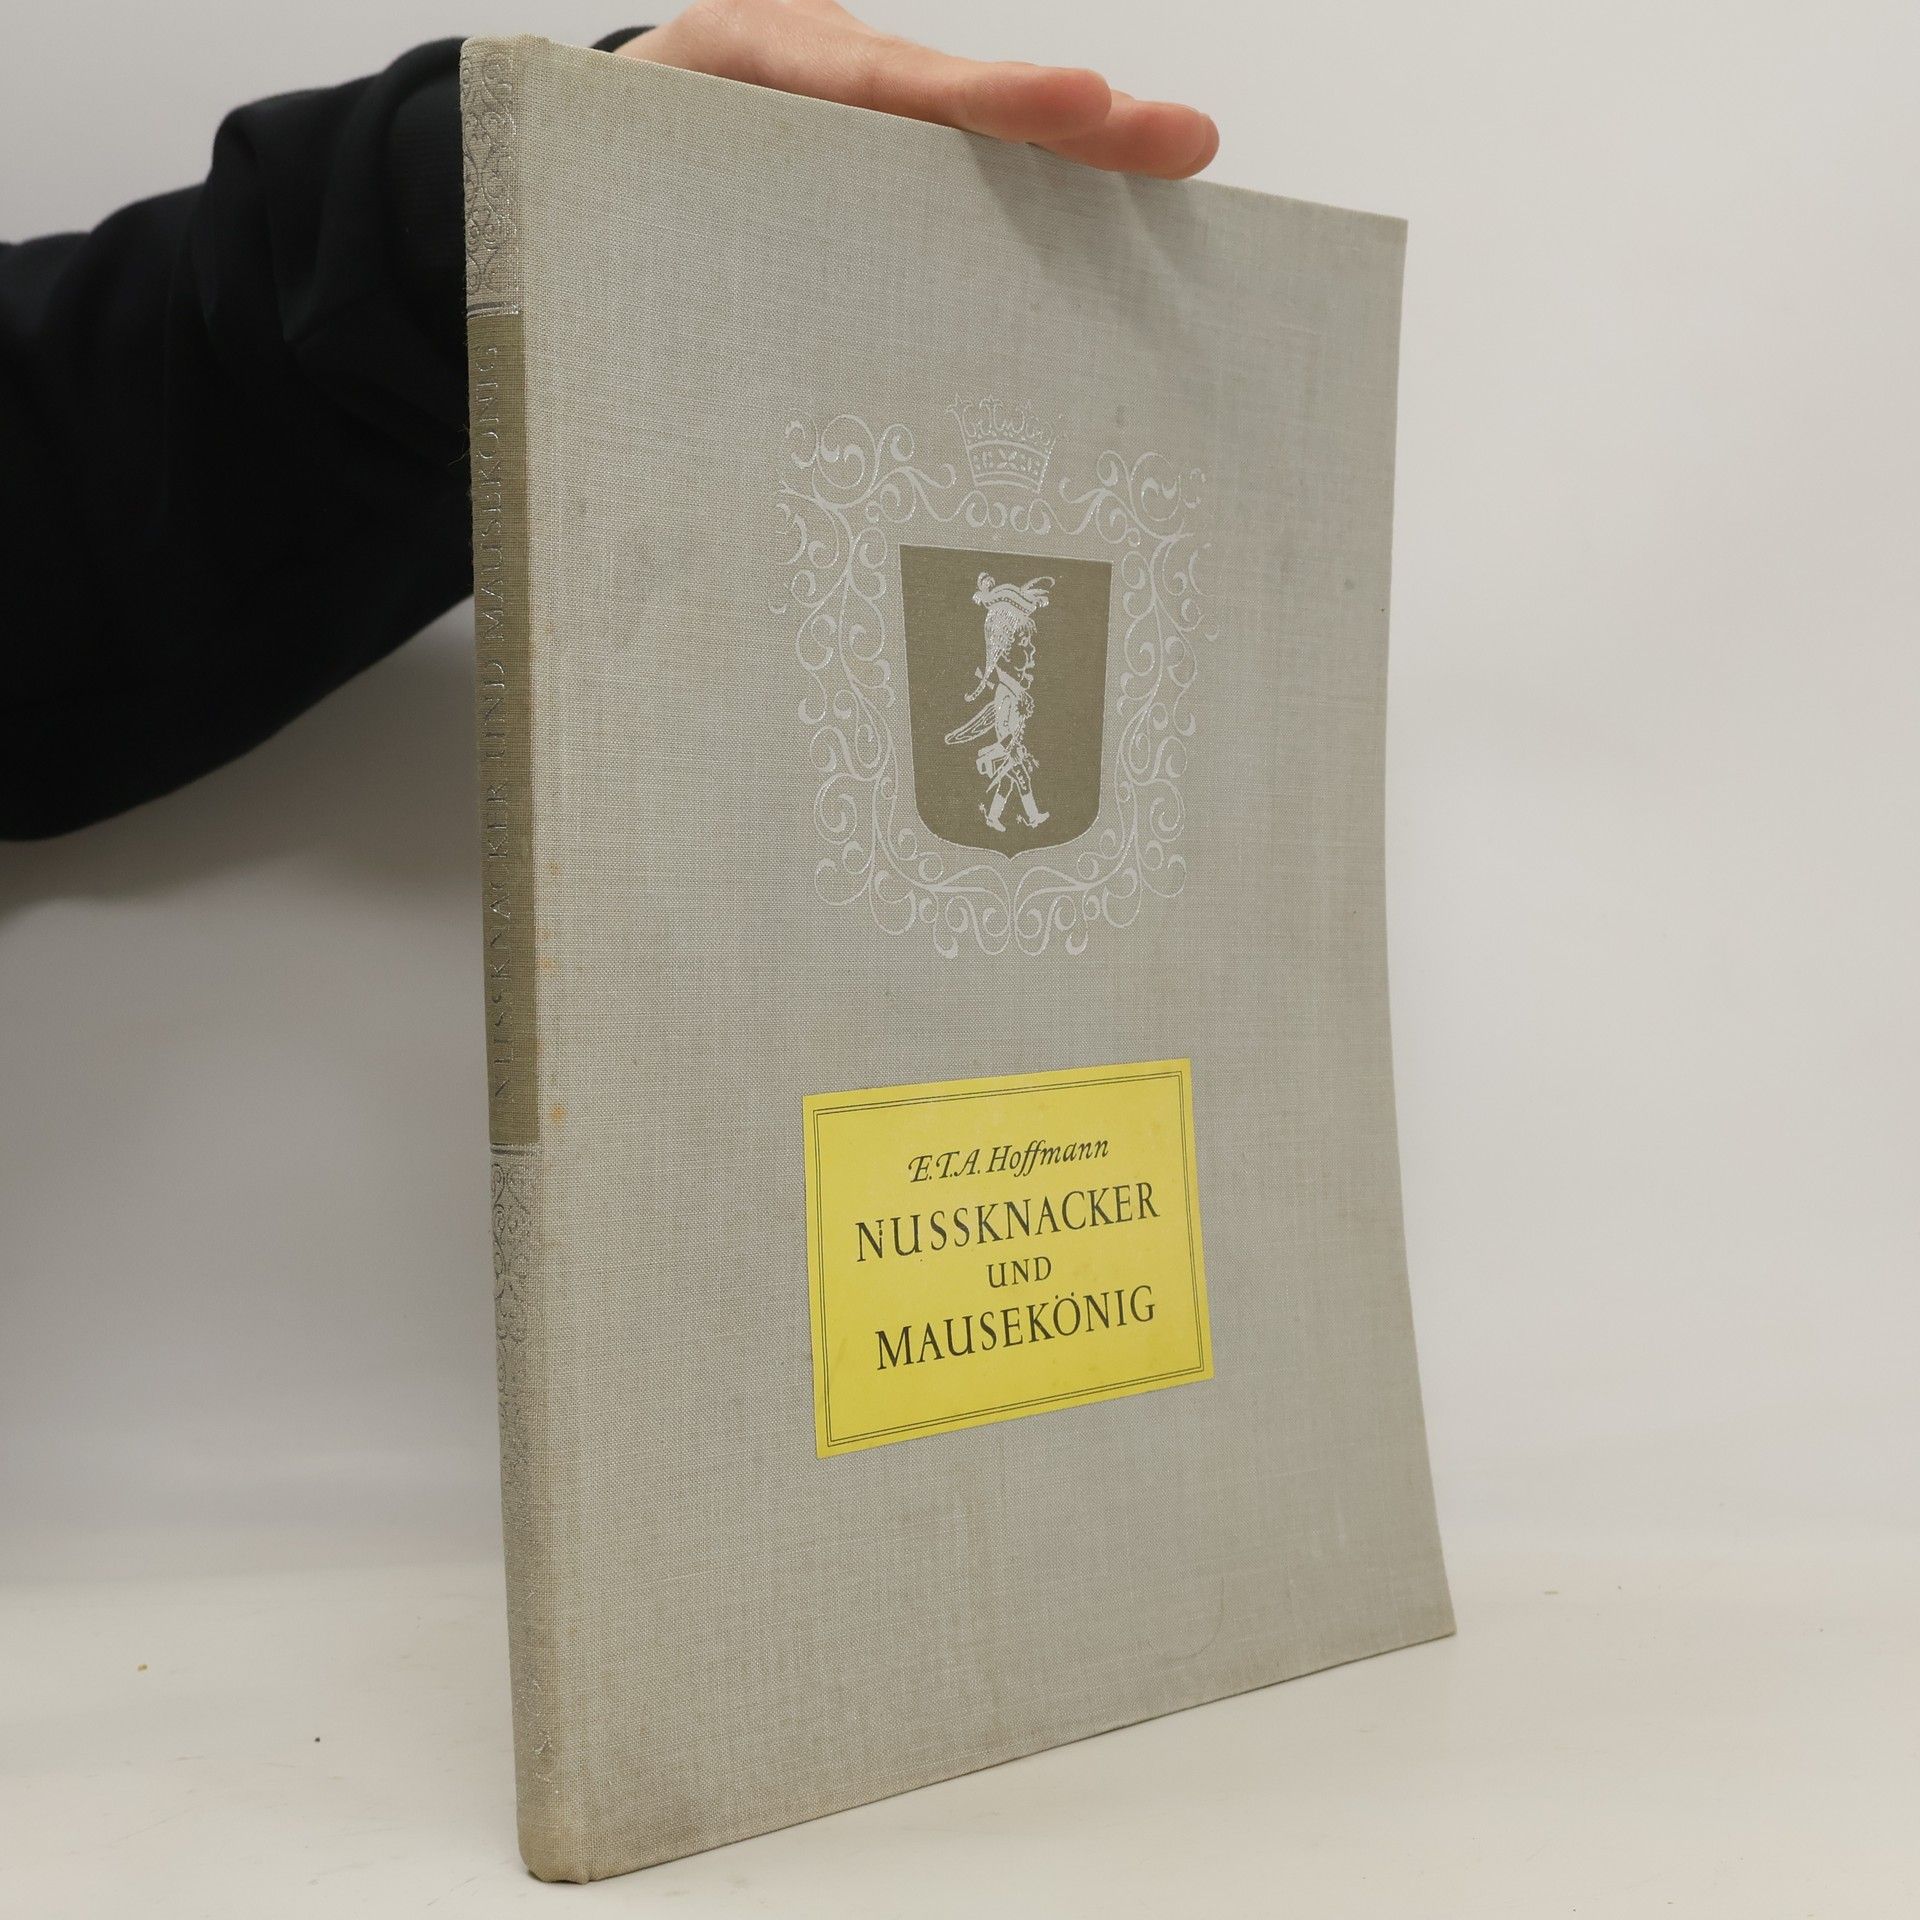 NUSSKNACKER UND MAUSEKÖNIG
E.T.A. Hoffmann
NUSSKNACKER
UND
MAUSEKÖNIG